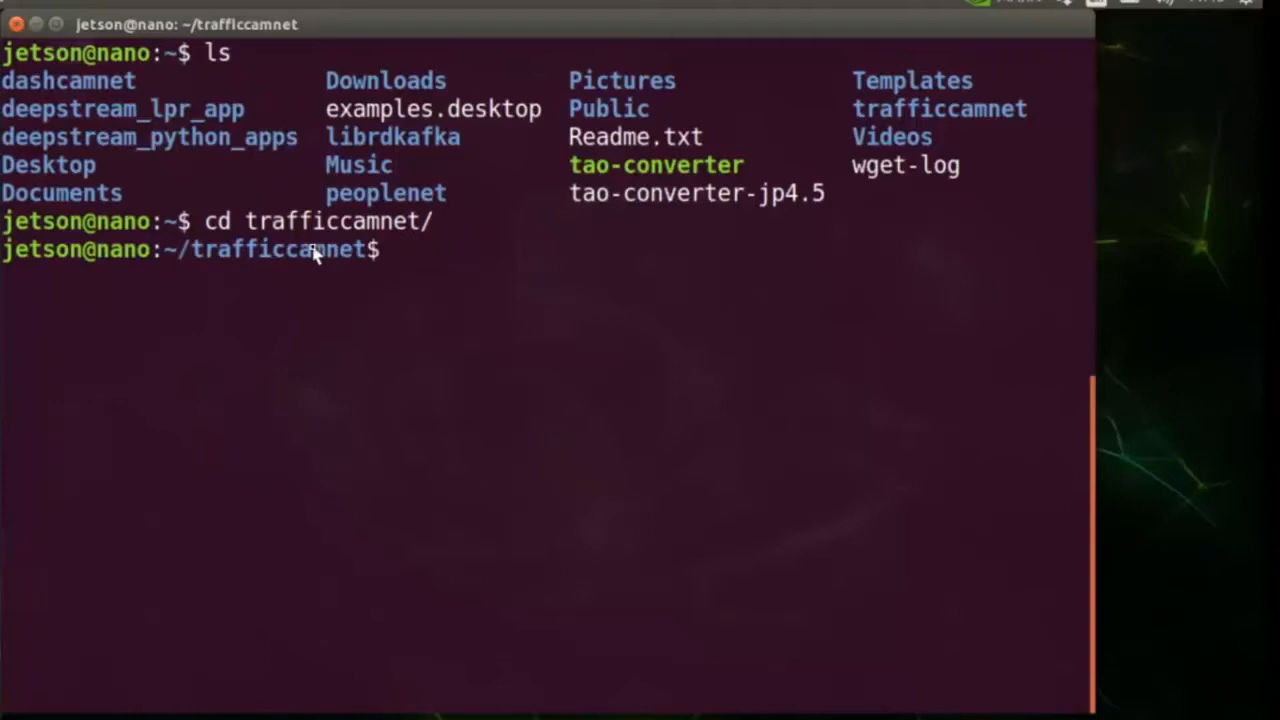 jetson@nano: ~/trafficcamnet
jetson@nano:~$ ls
dashcamnet Downloads Pictures Templates
deepstream_lpr_app examples.desktop Public trafficcamnet
deepstream_python_apps librdkafka Readme.txt Videos
Desktop Music tao-converter wget-log
Documents peoplenet tao-converter-jp4.5
jetson@nano:~$ cd trafficcamnet/
jetson@nano:~/trafficcamnet$